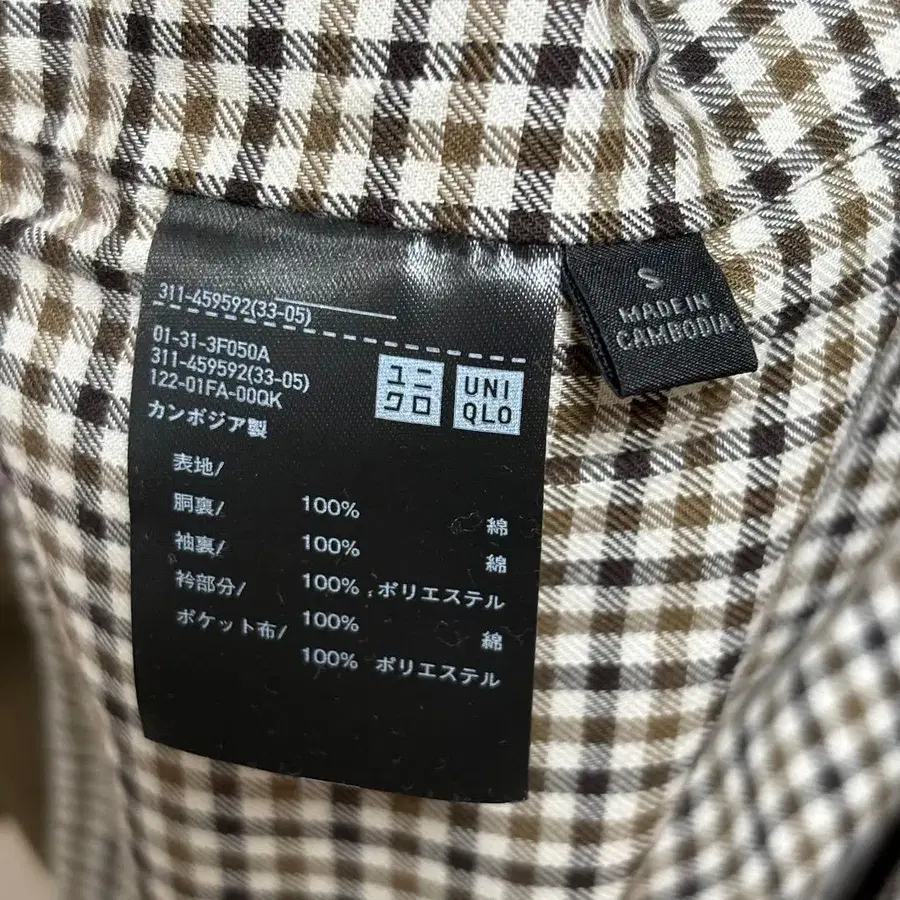 311-459592(33-05)
01-31-3F050A
311-459592(33-05)
122-01FA-00QK
カンボジア製
ユニ
クロ
UNI
QLO
表地/
100% 綿
胴裏/
100% 綿
袖裏/
100% ポリエステル
衿部分/
100% 綿
ポケット布/
100% ポリエステル
S
MADE IN
CAMBODIA